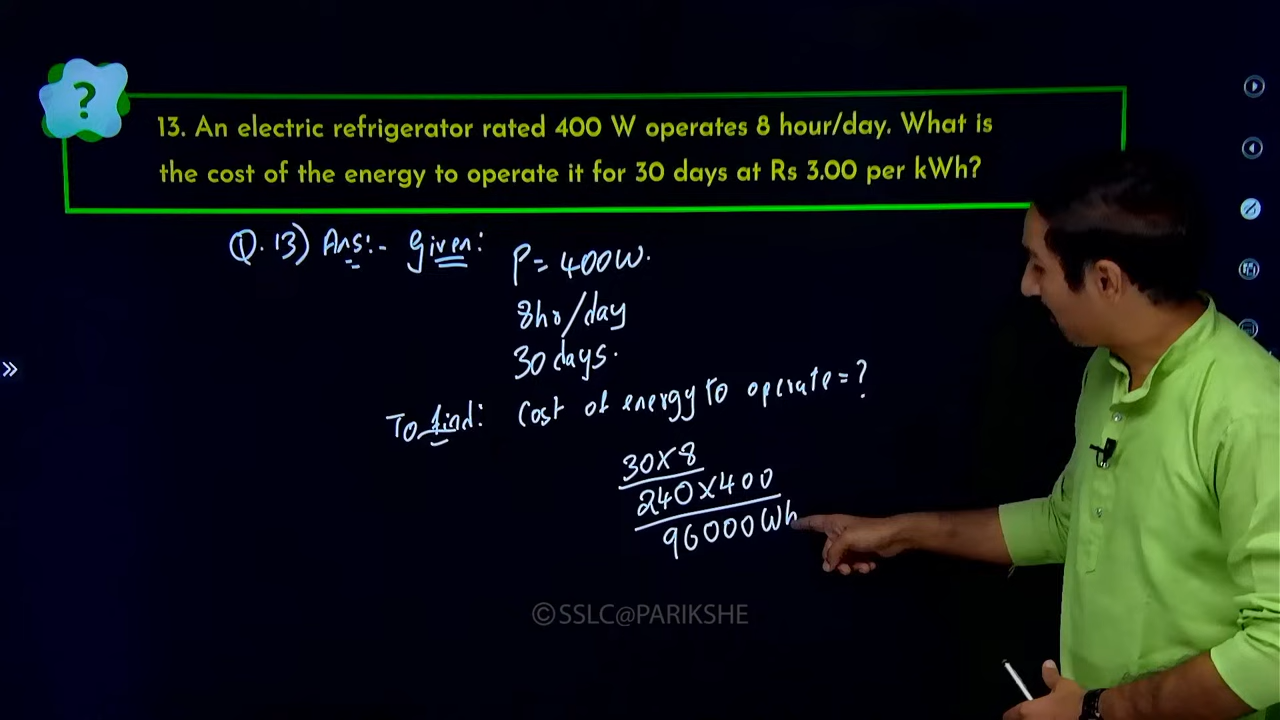 ?
13. An electric refrigerator rated 400 W operates 8 hour/day. What is
the cost of the energy to operate it for 30 days at Rs 3.00 per kWh?
Q. 13) Ans:- Given: P = 400W.
8hr/day
30 days.
To find: Cost of energy to operate = ?
30 X 8
240 X 400
96000 Wh
©SSLC@PARIKSHE